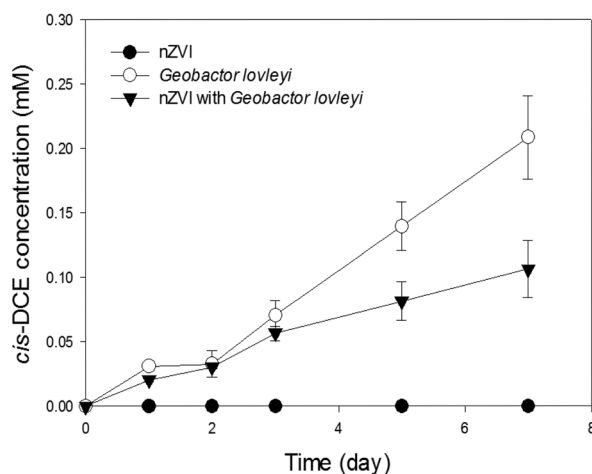 0.30
nZVI
Geobactor lovleyi
nZVI with Geobactor lovleyi
0.25
0.20
0.15
0.10
0.05
0.00
cis-DCE concentration (mM)
0 2 4 6 8
Time (day)